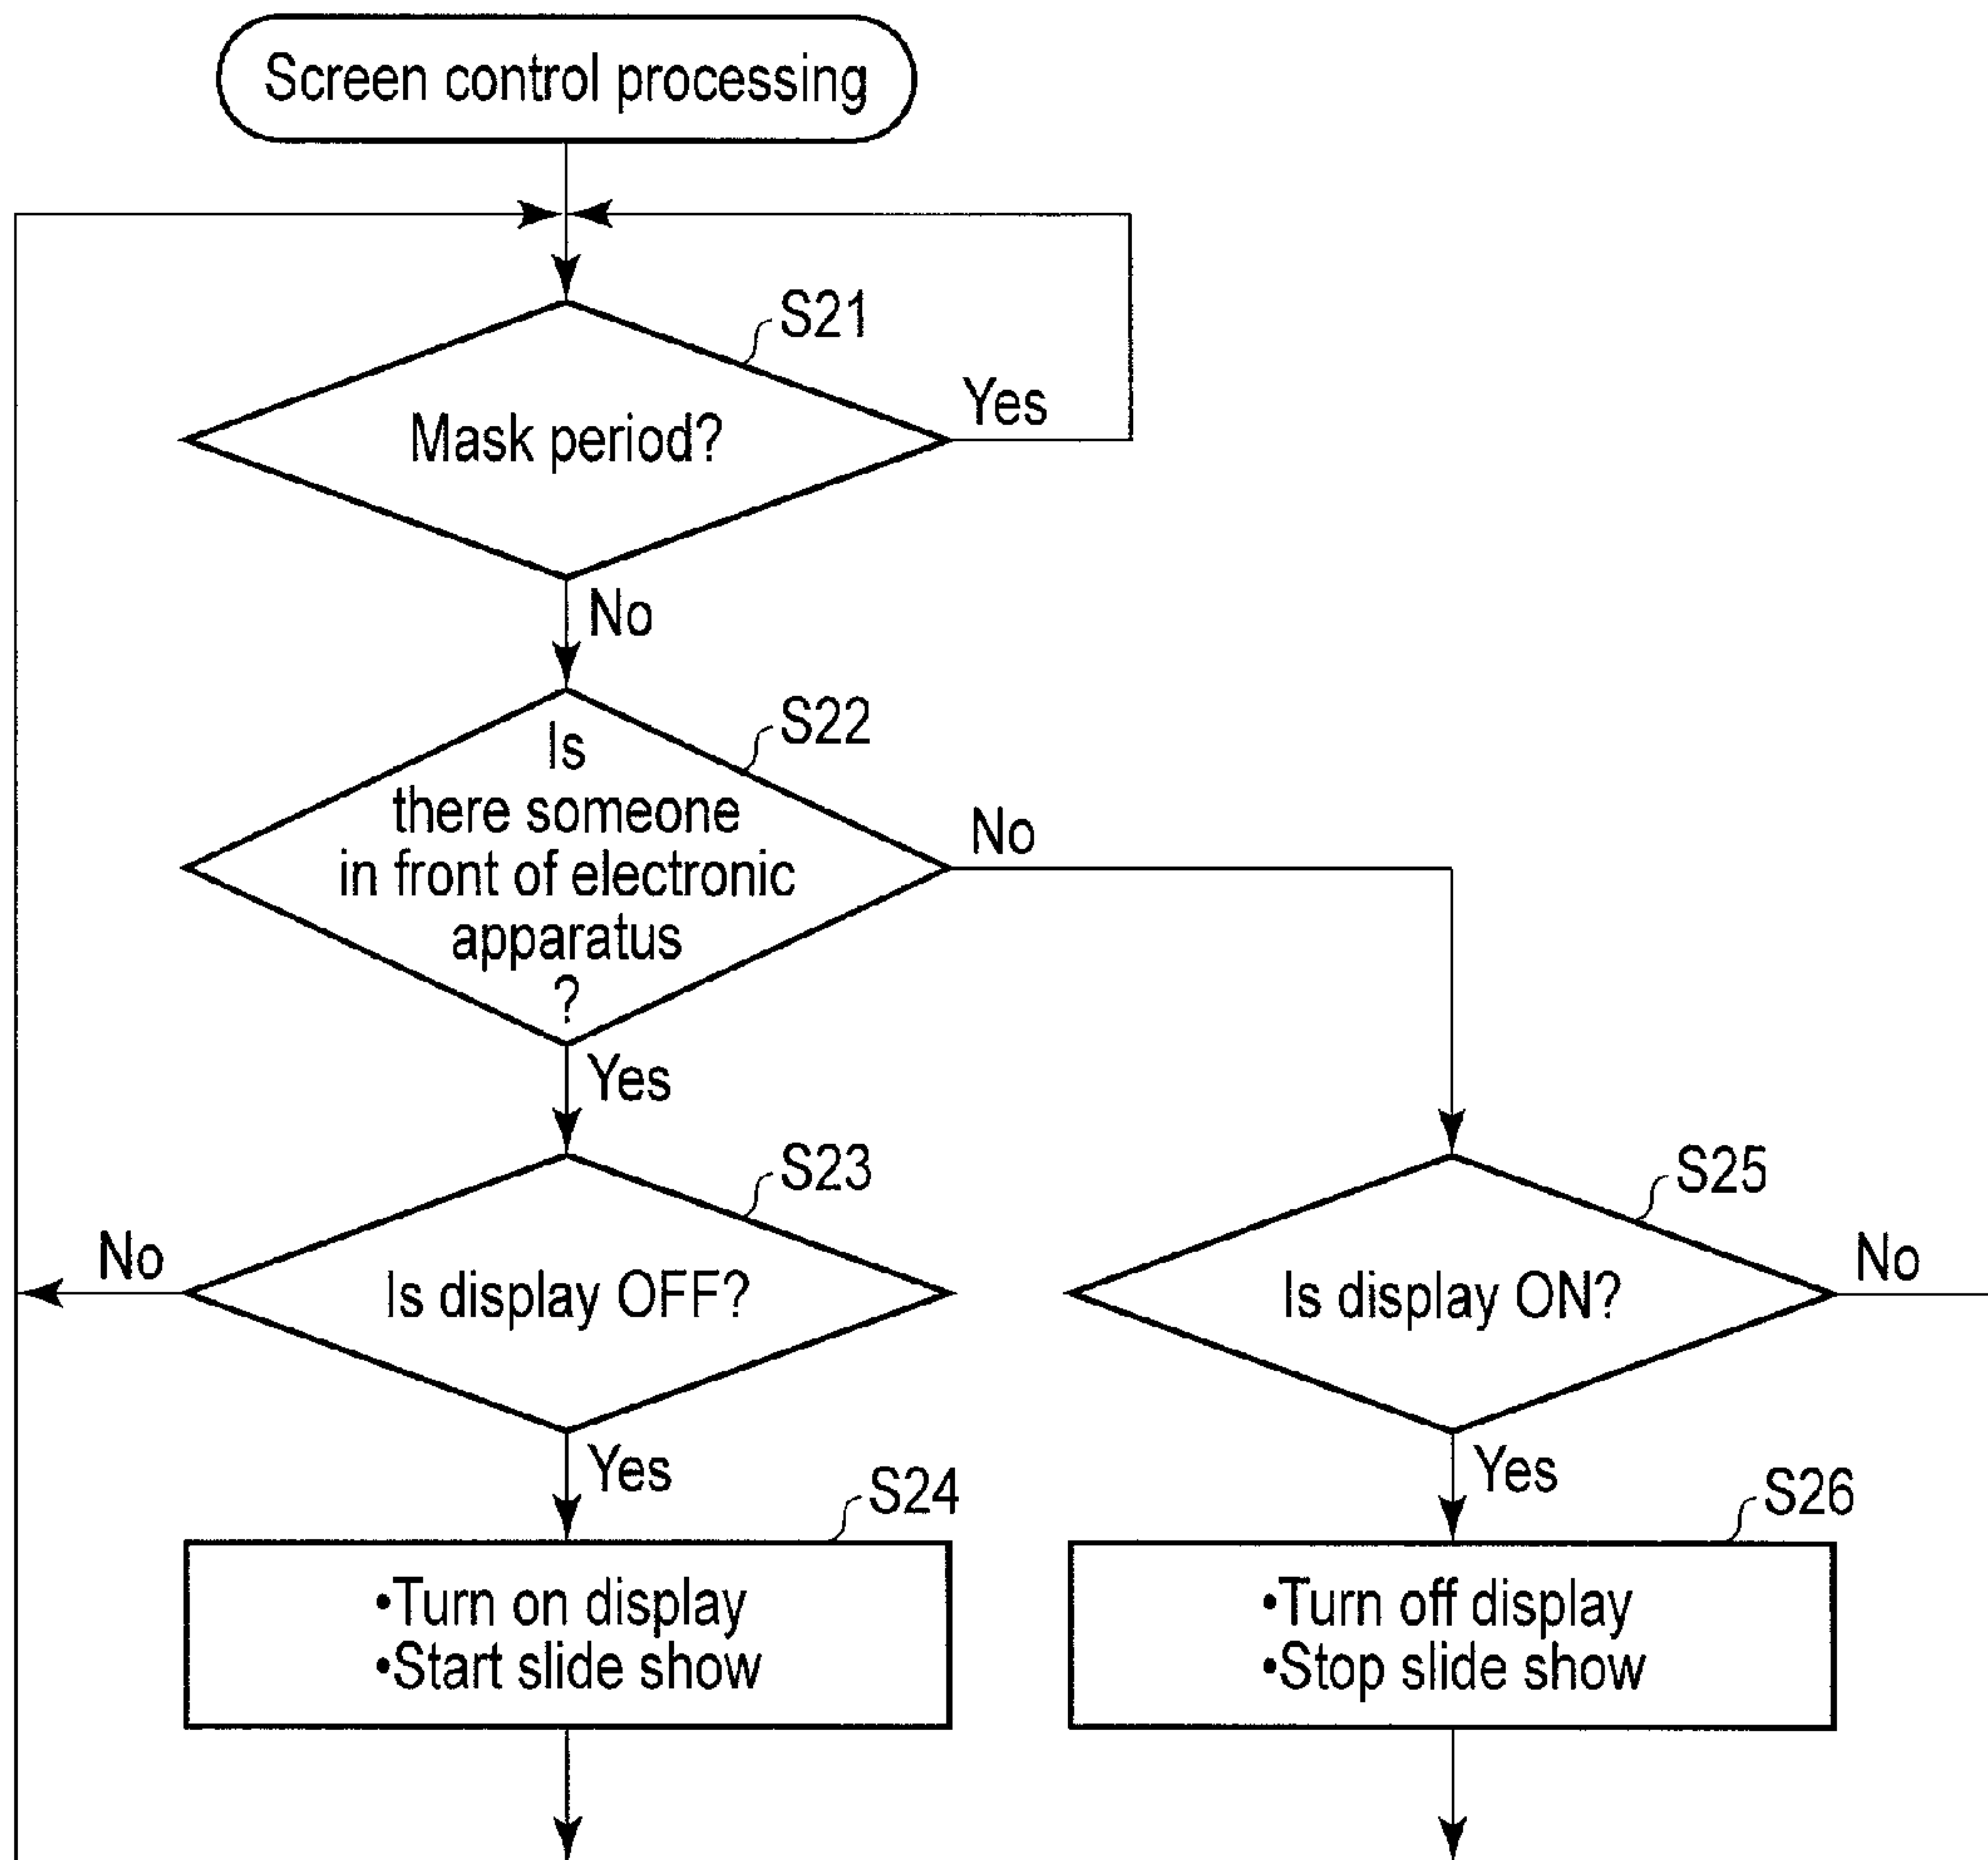 Screen control processing
S21
Mask period?
Yes
No
S22
Is
there someone
in front of electronic
apparatus
?
No
Yes
S23
Is display OFF?
No
S25
Is display ON?
No
Yes
S24
•Turn on display
•Start slide show
Yes
S26
•Turn off display
•Stop slide show